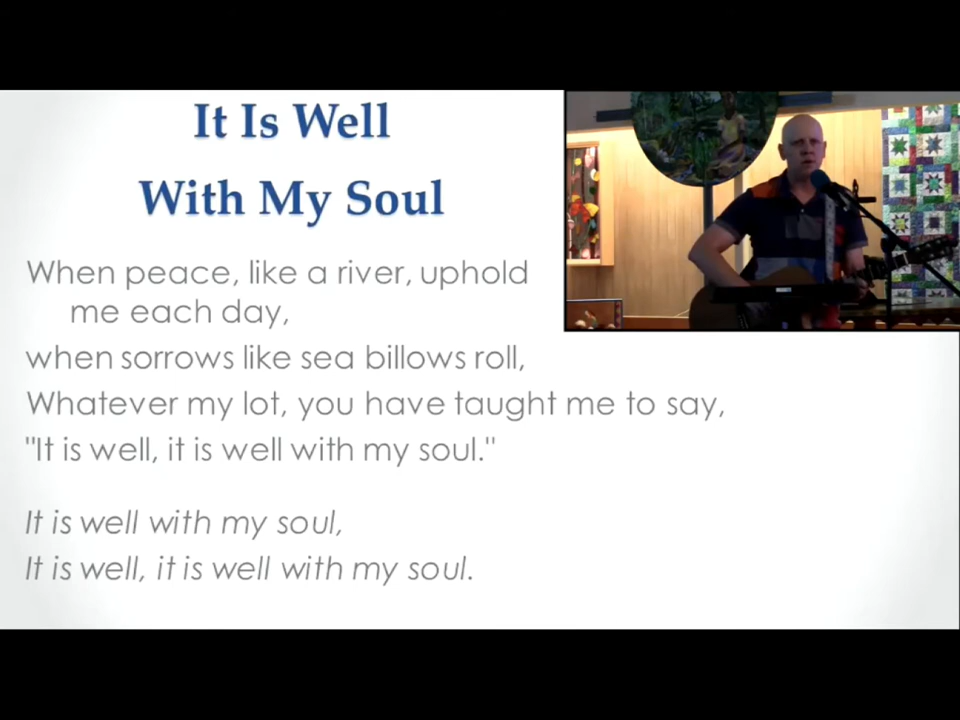 It Is Well
With My Soul
When peace, like a river, uphold
me each day,
when sorrows like sea billows roll,
Whatever my lot, you have taught me to say,
"It is well, it is well with my soul."
It is well with my soul,
It is well, it is well with my soul.